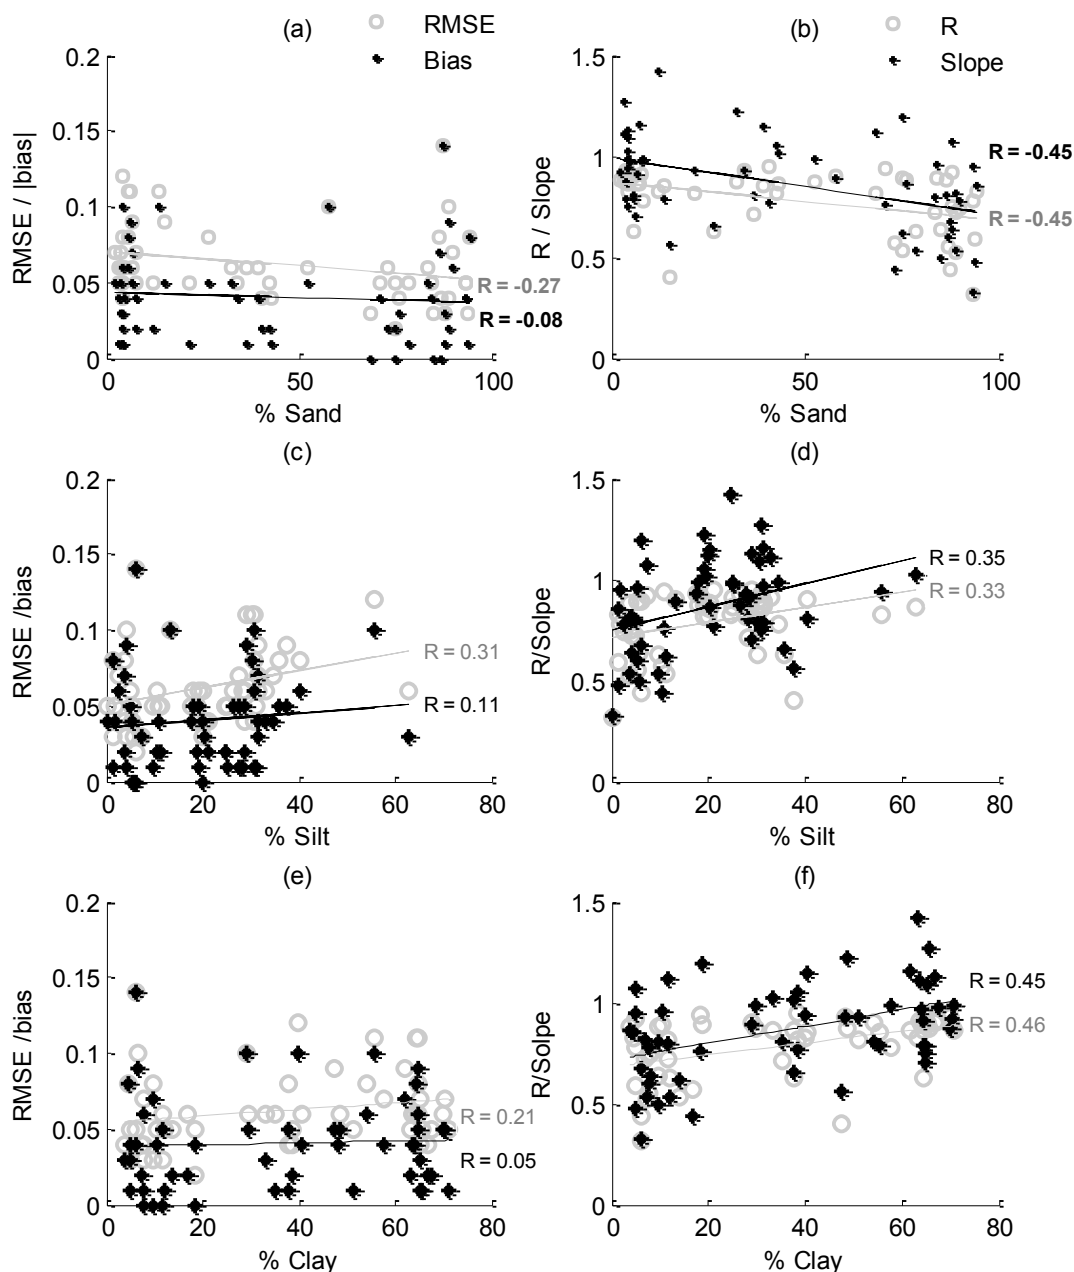 (a)
RMSE
Bias
0.2
0.15
0.1
0.05
0
RMSE / |bias|
R = -0.27
R = -0.08
0
50
100
% Sand
(b)
R
Slope
1.5
1
0.5
0
R / Slope
R = -0.45
R = -0.45
0
50
100
% Sand
(c)
0.2
0.15
0.1
0.05
0
RMSE /bias
R = 0.31
R = 0.11
0
20
40
60
80
% Silt
(d)
1.5
1
0.5
0
R/Solpe
R = 0.35
R = 0.33
0
20
40
60
80
% Silt
(e)
0.2
0.15
0.1
0.05
0
RMSE /bias
R = 0.21
R = 0.05
0
20
40
60
80
% Clay
(f)
1.5
1
0.5
0
R/Solpe
R = 0.45
R = 0.46
0
20
40
60
80
% Clay